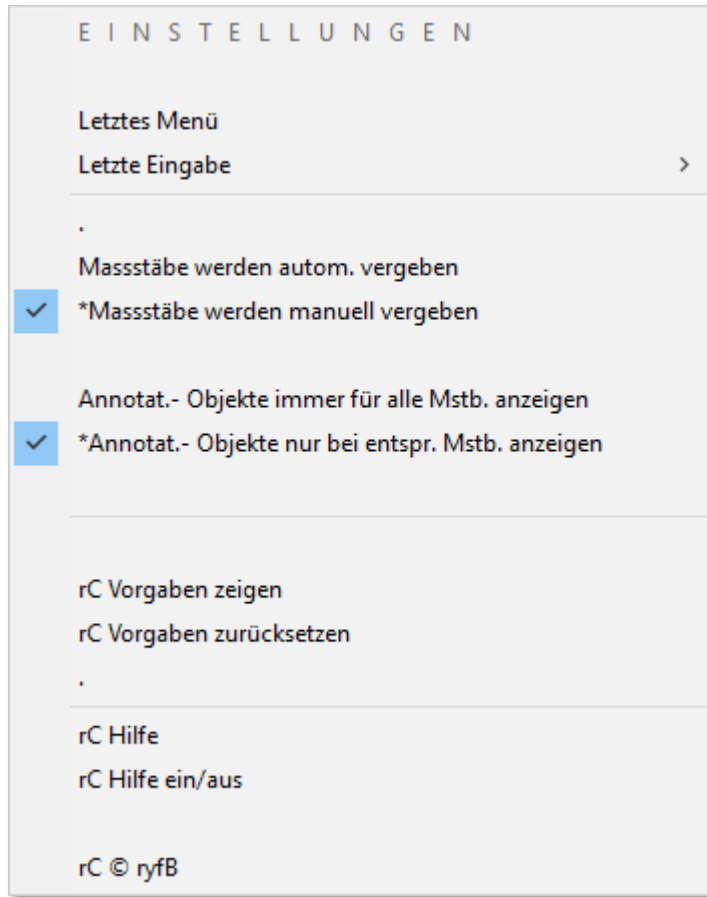 E I N S T E L L U N G E N
Letztes Menü
Letzte Eingabe
.
Massstäbe werden autom. vergeben
*Massstäbe werden manuell vergeben
Annotat.- Objekte immer für alle Mstb. anzeigen
*Annotat.- Objekte nur bei entspr. Mstb. anzeigen
rC Vorgaben zeigen
rC Vorgaben zurücksetzen
.
rC Hilfe
rC Hilfe ein/aus
rC © ryfB